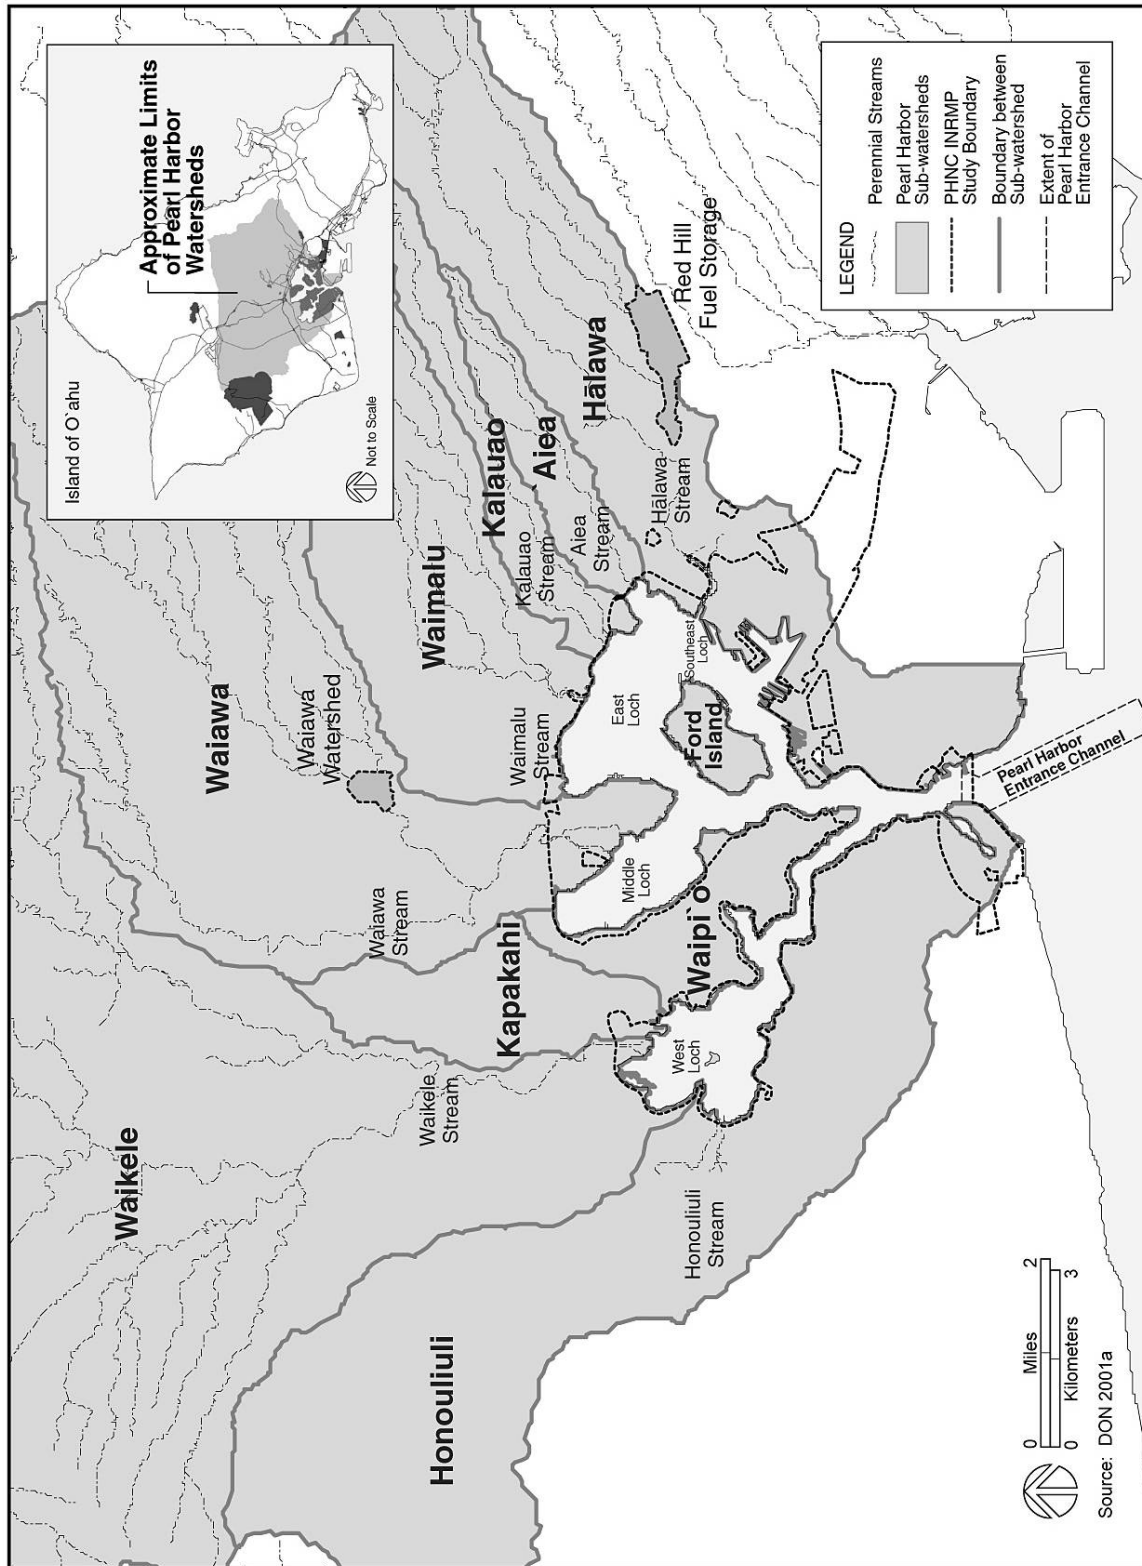 Island of O`ahu
Approximate Limits
of Pearl Harbor
Watersheds
Not to Scale
Waikele
Waiawa
Waiawa
Watershed
Waimalu
Kalauao
Aiea
Hālawa
Red Hill
Fuel Storage
Honouliuli
Waikele
Stream
Kapakahi
Waiawa
Stream
Waimalu
Stream
Kalauao
Stream
Aiea
Stream
Hālawa
Stream
Honouliuli
Stream
West
Loch
Waipi`o
Middle
Loch
East
Loch
Ford
Island
Southeast
Loch
Pearl Harbor
Entrance Channel
LEGEND
Perennial Streams
Pearl Harbor
Sub-watersheds
PHNC INRMP
Study Boundary
Boundary between
Sub-watershed
Extent of
Pearl Harbor
Entrance Channel
0 Miles 2
0 Kilometers 3
Source: DON 2001a